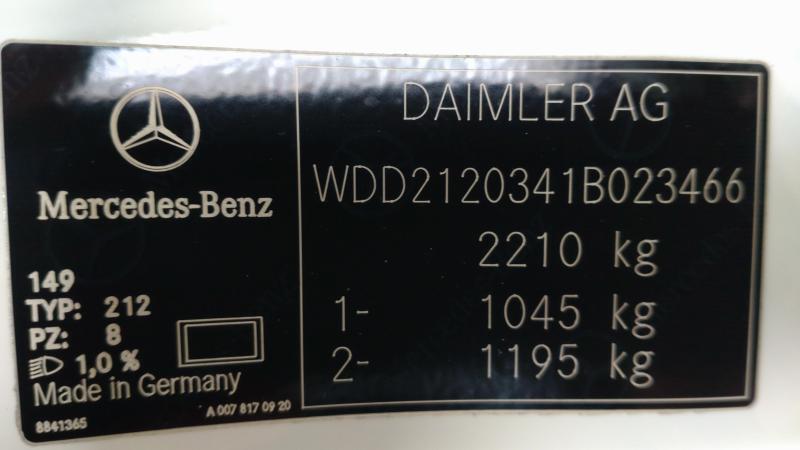 Mercedes-Benz
149
TYP: 212
PZ: 8
1,0 %
Made in Germany
8841365
A 007 817 09 20
DAIMLER AG
WDD2120341B023466
2210 kg
1- 1045 kg
2- 1195 kg